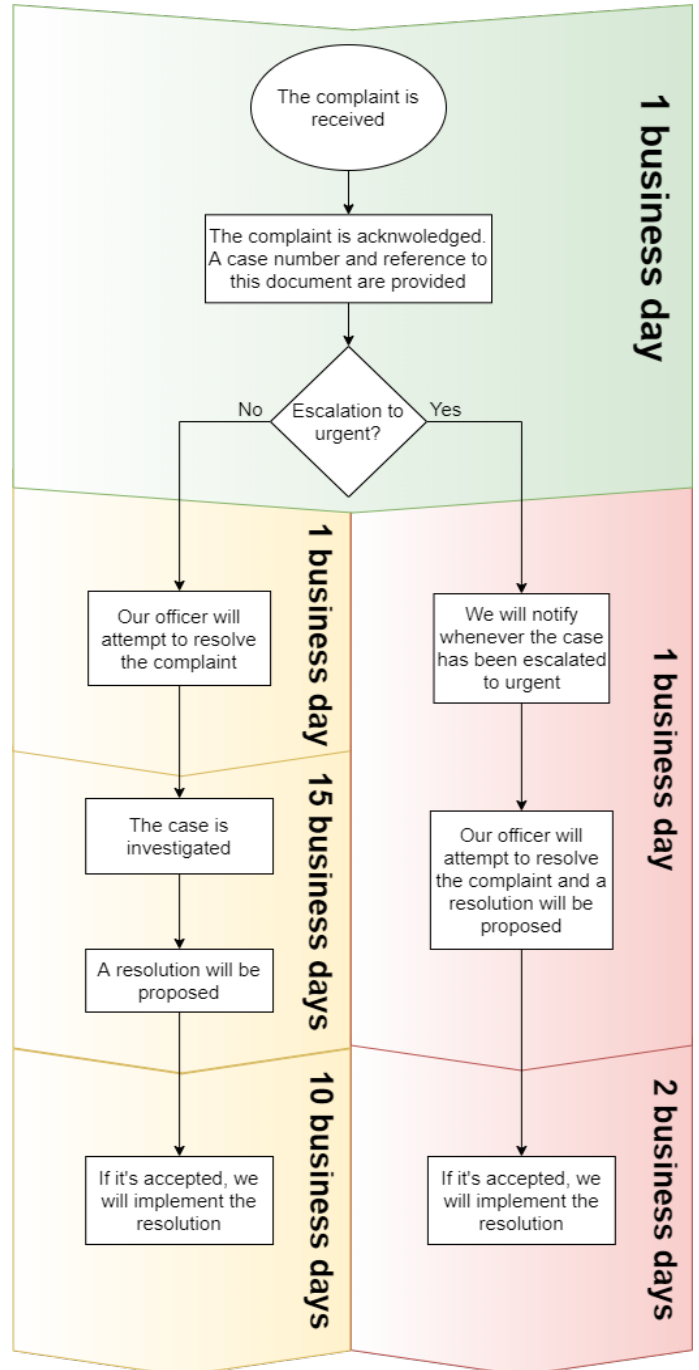 The complaint is
received
1 business day
The complaint is acknwoledged.
A case number and reference to
this document are provided
Escalation to
urgent?
No
Yes
1 business day
Our officer will
attempt to resolve
the complaint
15 business days
The case is
investigated
A resolution will be
proposed
10 business days
If it's accepted, we
will implement the
resolution
1 business day
We will notify
whenever the case
has been escalated
to urgent
Our officer will
attempt to resolve
the complaint and a
resolution will be
proposed
2 business days
If it's accepted, we
will implement the
resolution